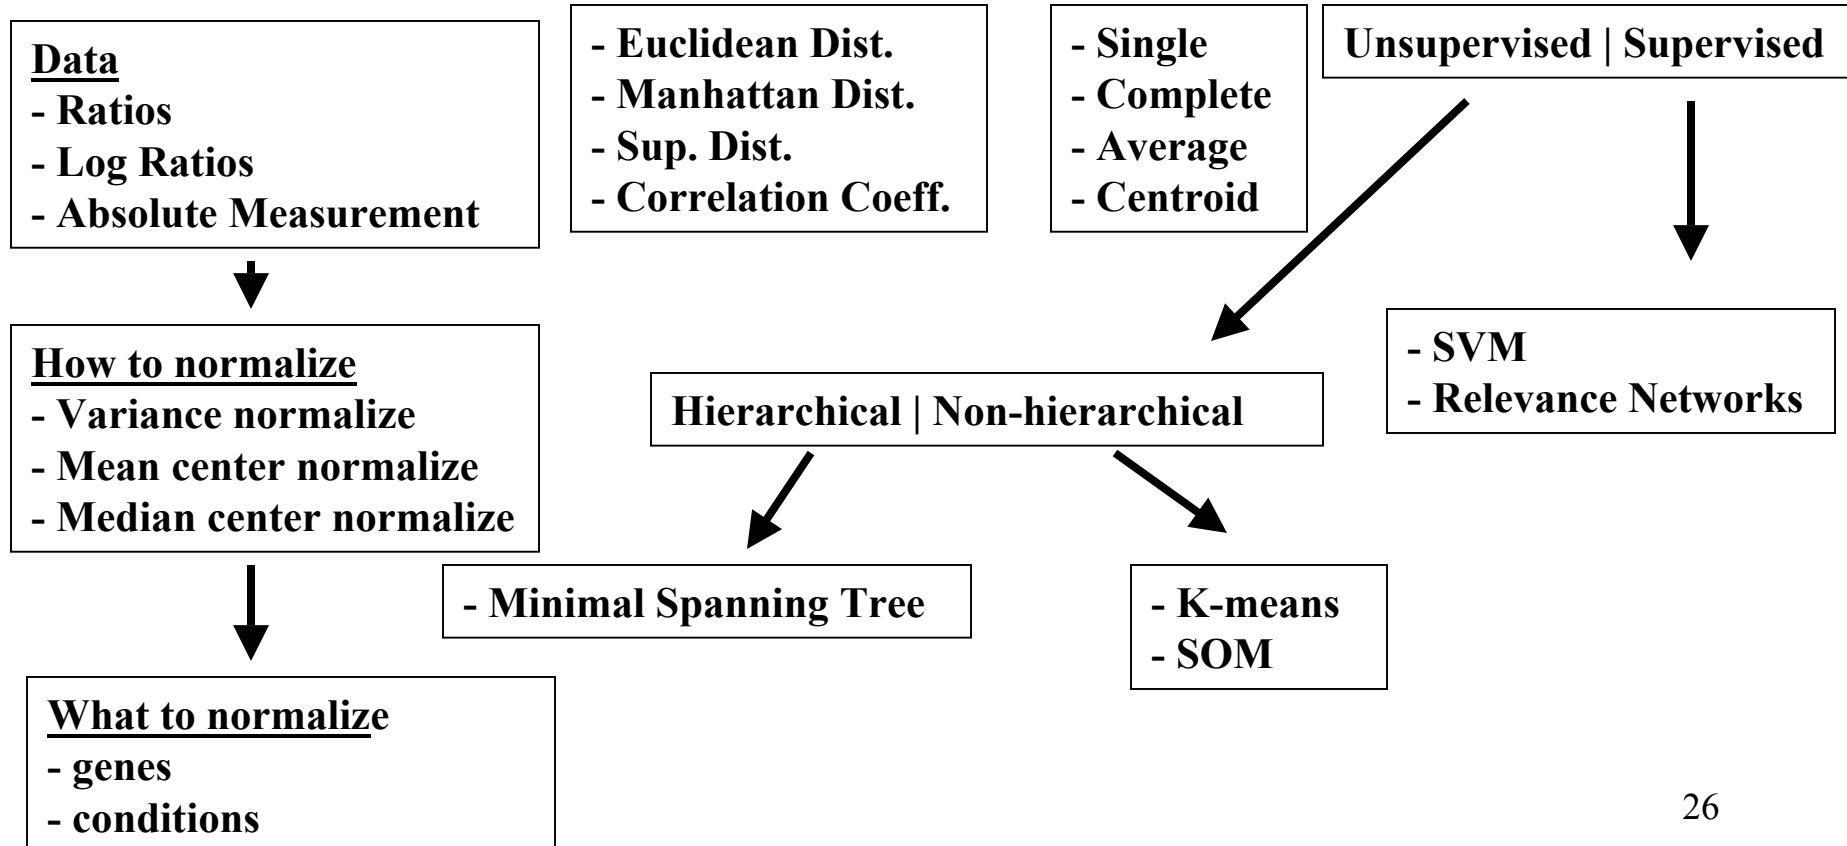 Data
- Ratios
- Log Ratios
- Absolute Measurement
How to normalize
- Variance normalize
- Mean center normalize
- Median center normalize
What to normalize
- genes
- conditions
- Euclidean Dist.
- Manhattan Dist.
- Sup. Dist.
- Correlation Coeff.
- Single
- Complete
- Average
- Centroid
Unsupervised | Supervised
Hierarchical | Non-hierarchical
- SVM
- Relevance Networks
- Minimal Spanning Tree
- K-means
- SOM
26